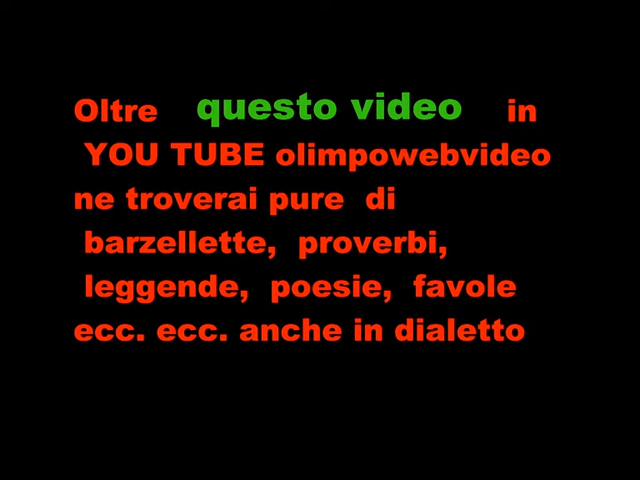 Oltre questo video in
YOU TUBE olimpowebvideo
ne troverai pure di
barzellette, proverbi,
leggende, poesie, favole
ecc. ecc. anche in dialetto